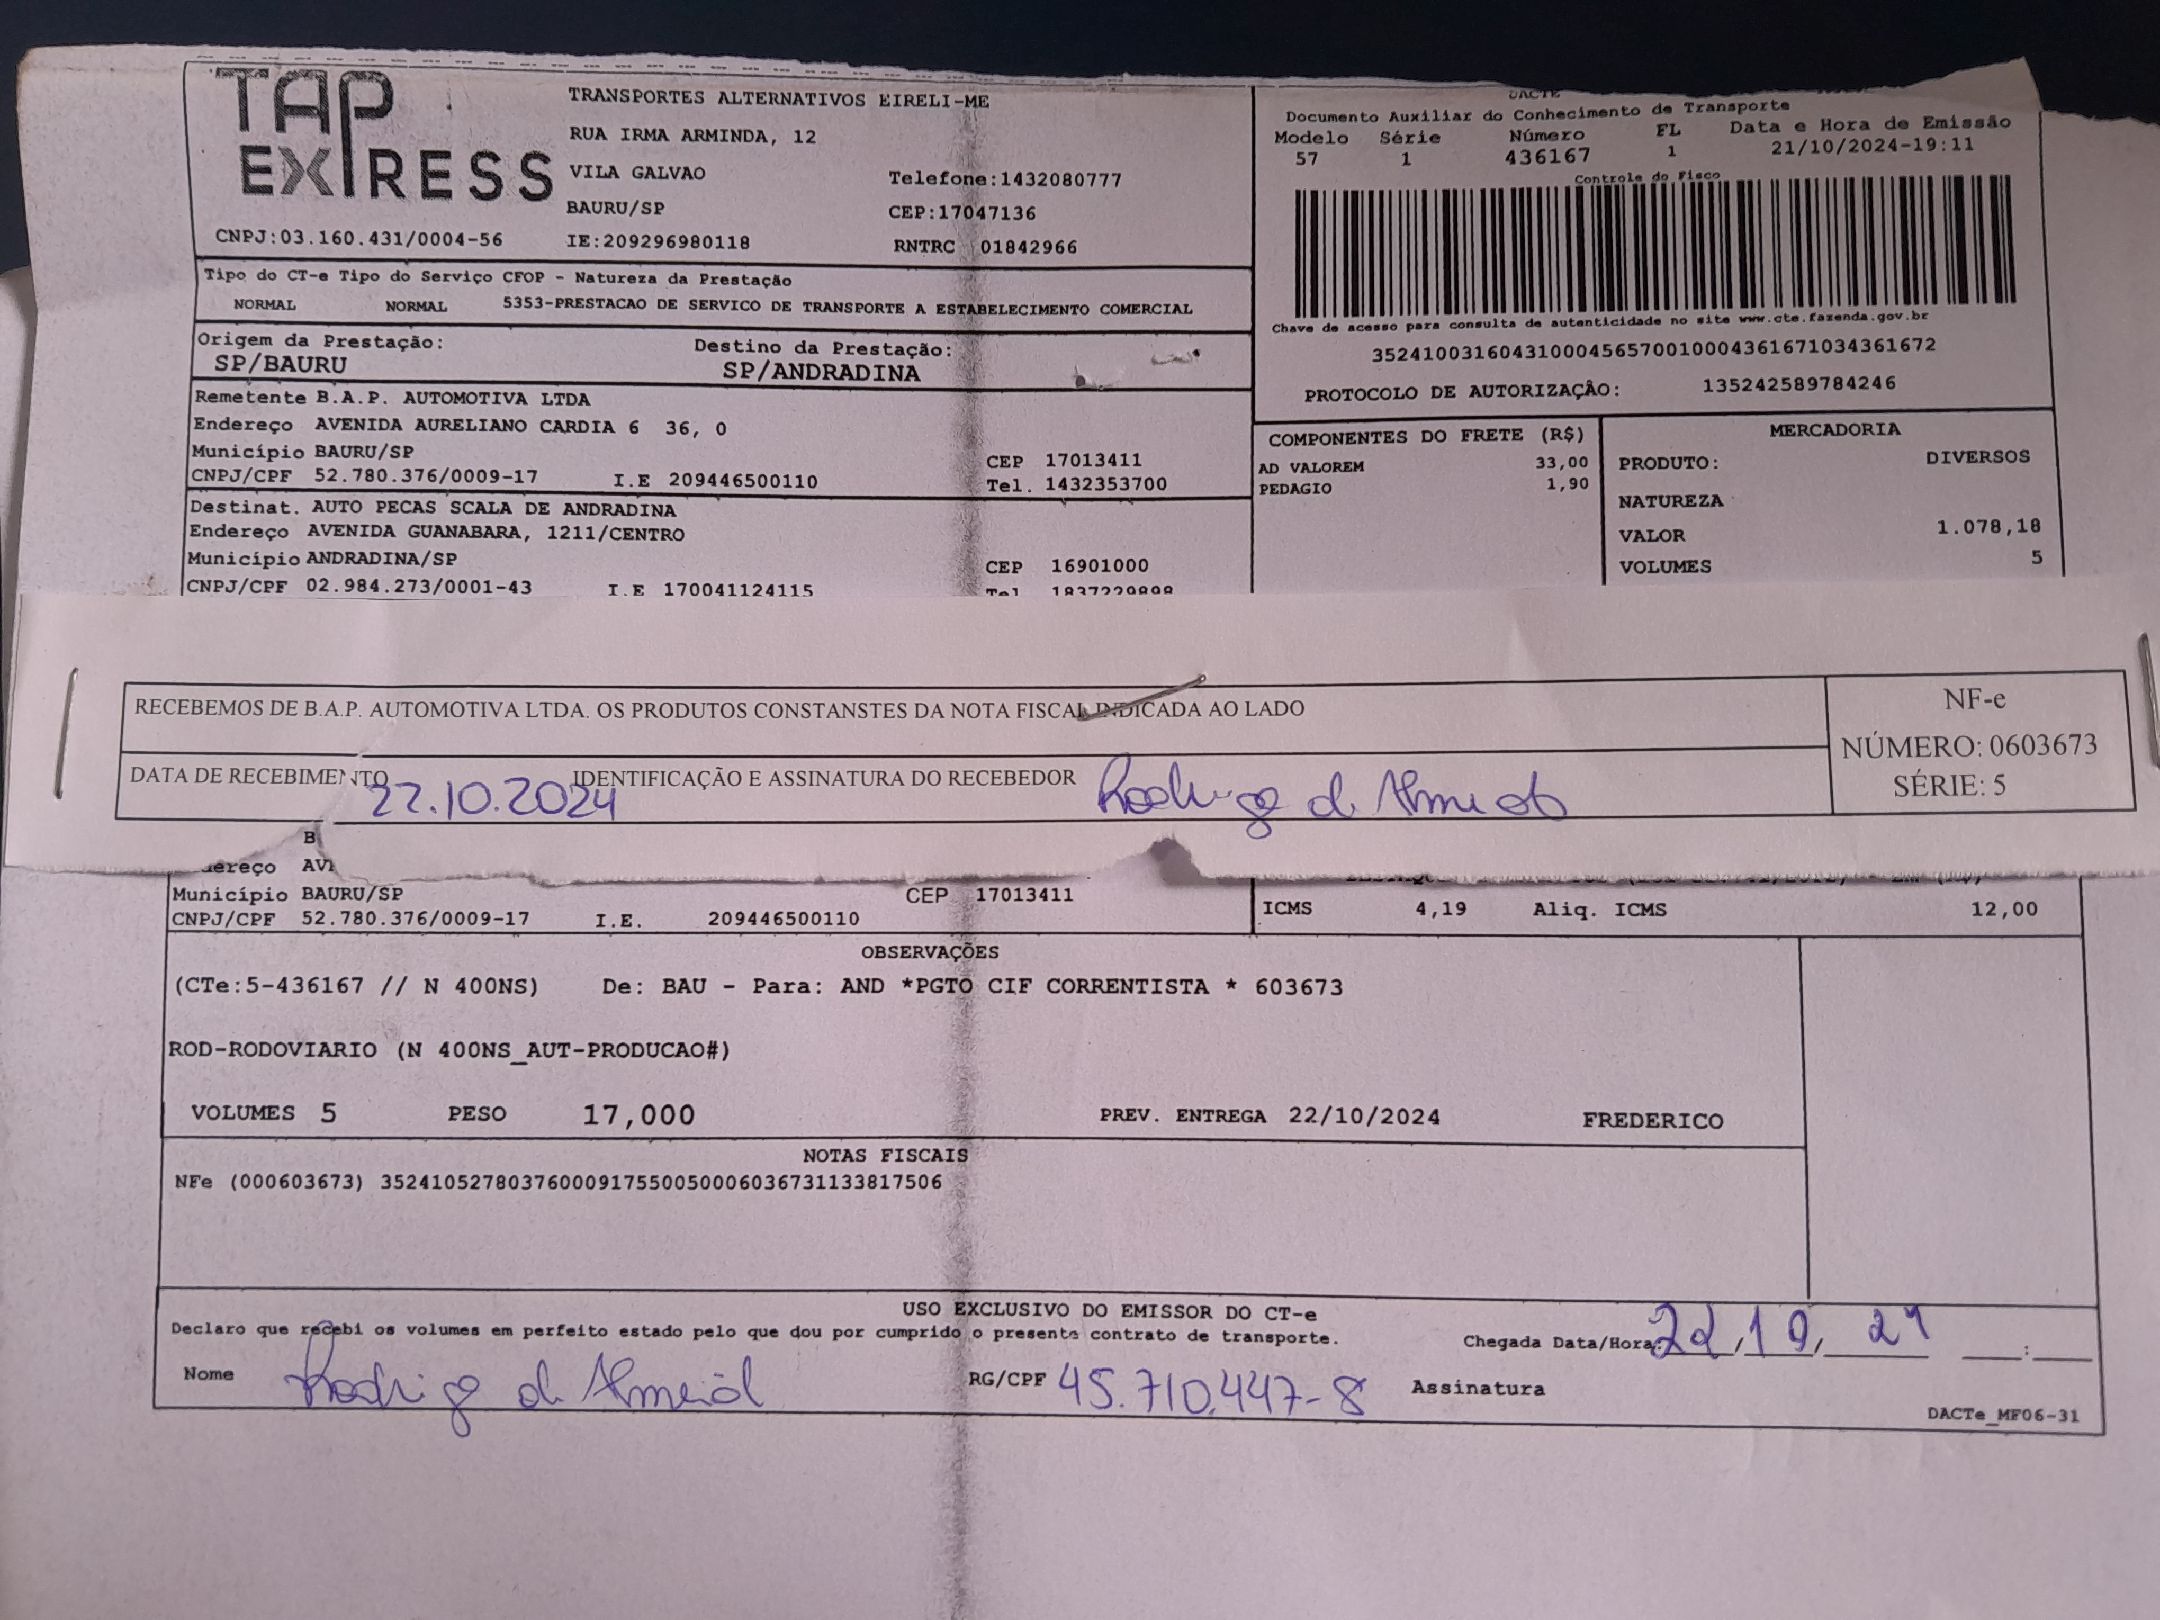 TAP EXPRESS
TRANSPORTES ALTERNATIVOS EIRELI-ME
RUA IRMA ARMINDA, 12
VILA GALVAO Telefone:1432080777
BAURU/SP CEP:17047136
CNPJ:03.160.431/0004-56 IE:209296980118 RNTRC 01842966
DACTE
Documento Auxiliar do Conhecimento de Transporte
Modelo Série Número FL Data e Hora de Emissão
57 1 436167 1 21/10/2024-19:11
Controle do Fisco
Chave de acesso para consulta de autenticidade no site www.cte.fazenda.gov.br
35241003160431000456570010004361671034361672
PROTOCOLO DE AUTORIZAÇÃO: 135242589784246
Tipo do CT-e Tipo do Serviço CFOP - Natureza da Prestação
NORMAL NORMAL 5353-PRESTACAO DE SERVICO DE TRANSPORTE A ESTABELECIMENTO COMERCIAL
Origem da Prestação: Destino da Prestação:
SP/BAURU SP/ANDRADINA
Remetente B.A.P. AUTOMOTIVA LTDA
Endereço AVENIDA AURELIANO CARDIA 6 36, 0
Município BAURU/SP CEP 17013411
CNPJ/CPF 52.780.376/0009-17 I.E 209446500110 Tel. 1432353700
Destinat. AUTO PECAS SCALA DE ANDRADINA
Endereço AVENIDA GUANABARA, 1211/CENTRO
Município ANDRADINA/SP CEP 16901000
CNPJ/CPF 02.984.273/0001-43 I.E 170041124115 Tel 1837229898
COMPONENTES DO FRETE (R$)
AD VALOREM 33,00
PEDAGIO 1,90
MERCADORIA
PRODUTO: DIVERSOS
NATUREZA
VALOR 1.078,18
VOLUMES 5
RECEBEMOS DE B.A.P. AUTOMOTIVA LTDA. OS PRODUTOS CONSTANSTES DA NOTA FISCAL INDICADA AO LADO
DATA DE RECEBIMENTO 22.10.2024 IDENTIFICAÇÃO E ASSINATURA DO RECEBEDOR Rodrigo de Almeida
NF-e
NÚMERO: 0603673
SÉRIE: 5
B
dereço AV
Município BAURU/SP CEP 17013411
CNPJ/CPF 52.780.376/0009-17 I.E. 209446500110
ICMS 4,19 Aliq. ICMS 12,00
OBSERVAÇÕES
(CTe:5-436167 // N 400NS) De: BAU - Para: AND *PGTO CIF CORRENTISTA * 603673
ROD-RODOVIARIO (N 400NS_AUT-PRODUCAO#)
VOLUMES 5 PESO 17,000 PREV. ENTREGA 22/10/2024 FREDERICO
NOTAS FISCAIS
NFe (000603673) 35241052780376000917550050006036731133817506
USO EXCLUSIVO DO EMISSOR DO CT-e
Declaro que recebi os volumes em perfeito estado pelo que dou por cumprido o presente contrato de transporte.
Chegada Data/Hora: 22/10/24 :
Nome Rodrigo de Almeida RG/CPF 45.710.447-8 Assinatura
DACTe_MF06-31